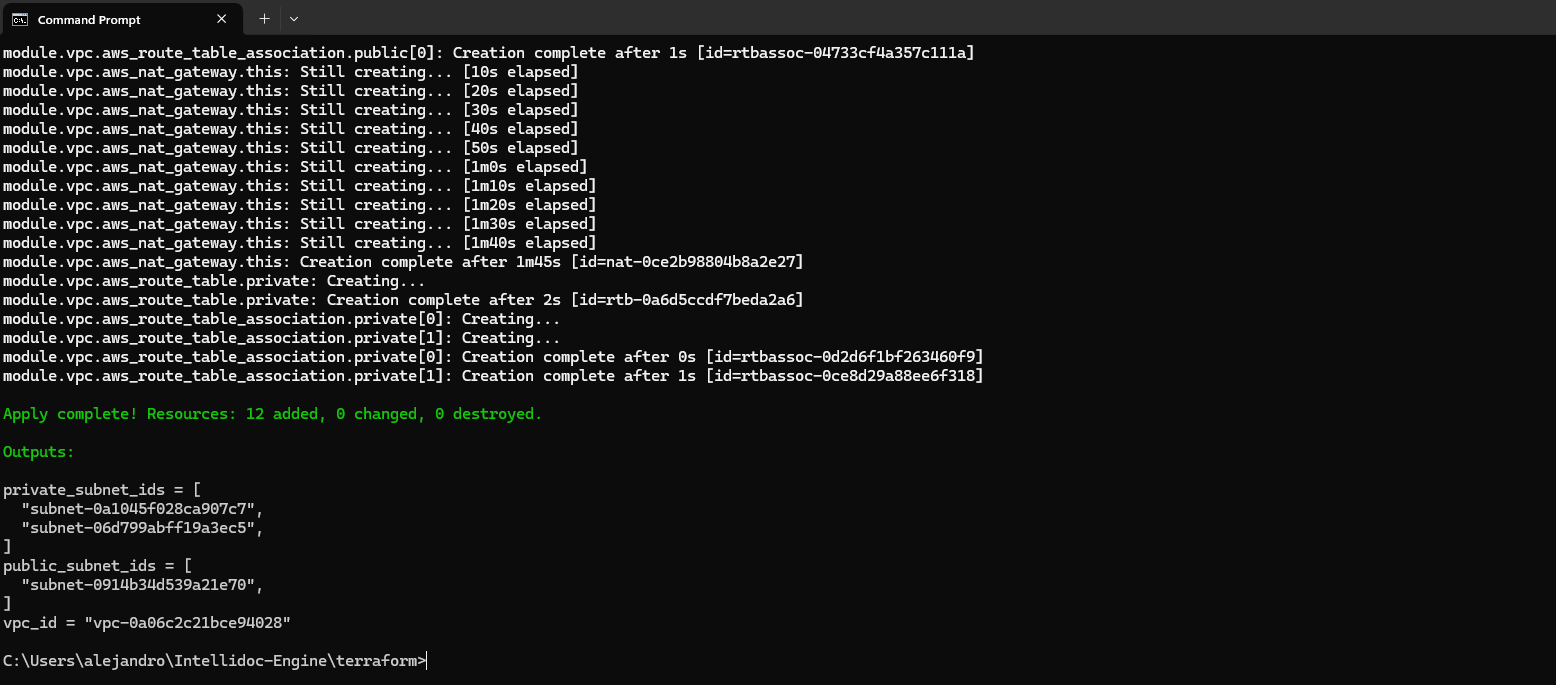 Command Prompt
module.vpc.aws_route_table_association.public[0]: Creation complete after 1s [id=rtbassoc-04733cf4a357c111a]
module.vpc.aws_nat_gateway.this: Still creating... [10s elapsed]
module.vpc.aws_nat_gateway.this: Still creating... [20s elapsed]
module.vpc.aws_nat_gateway.this: Still creating... [30s elapsed]
module.vpc.aws_nat_gateway.this: Still creating... [40s elapsed]
module.vpc.aws_nat_gateway.this: Still creating... [50s elapsed]
module.vpc.aws_nat_gateway.this: Still creating... [1m0s elapsed]
module.vpc.aws_nat_gateway.this: Still creating... [1m10s elapsed]
module.vpc.aws_nat_gateway.this: Still creating... [1m20s elapsed]
module.vpc.aws_nat_gateway.this: Still creating... [1m30s elapsed]
module.vpc.aws_nat_gateway.this: Still creating... [1m40s elapsed]
module.vpc.aws_nat_gateway.this: Creation complete after 1m45s [id=nat-0ce2b98804b8a2e27]
module.vpc.aws_route_table.private: Creating...
module.vpc.aws_route_table.private: Creation complete after 2s [id=rtb-0a6d5ccdf7beda2a6]
module.vpc.aws_route_table_association.private[0]: Creating...
module.vpc.aws_route_table_association.private[1]: Creating...
module.vpc.aws_route_table_association.private[0]: Creation complete after 0s [id=rtbassoc-0d2d6f1bf263460f9]
module.vpc.aws_route_table_association.private[1]: Creation complete after 1s [id=rtbassoc-0ce8d29a88ee6f318]
Apply complete! Resources: 12 added, 0 changed, 0 destroyed.
Outputs:
private_subnet_ids = [
  "subnet-0a1045f028ca907c7",
  "subnet-06d799abff19a3ec5",
]
public_subnet_ids = [
  "subnet-0914b34d539a21e70",
]
vpc_id = "vpc-0a06c2c21bce94028"
C:\Users\alejandro\Intellidoc-Engine\terraform>